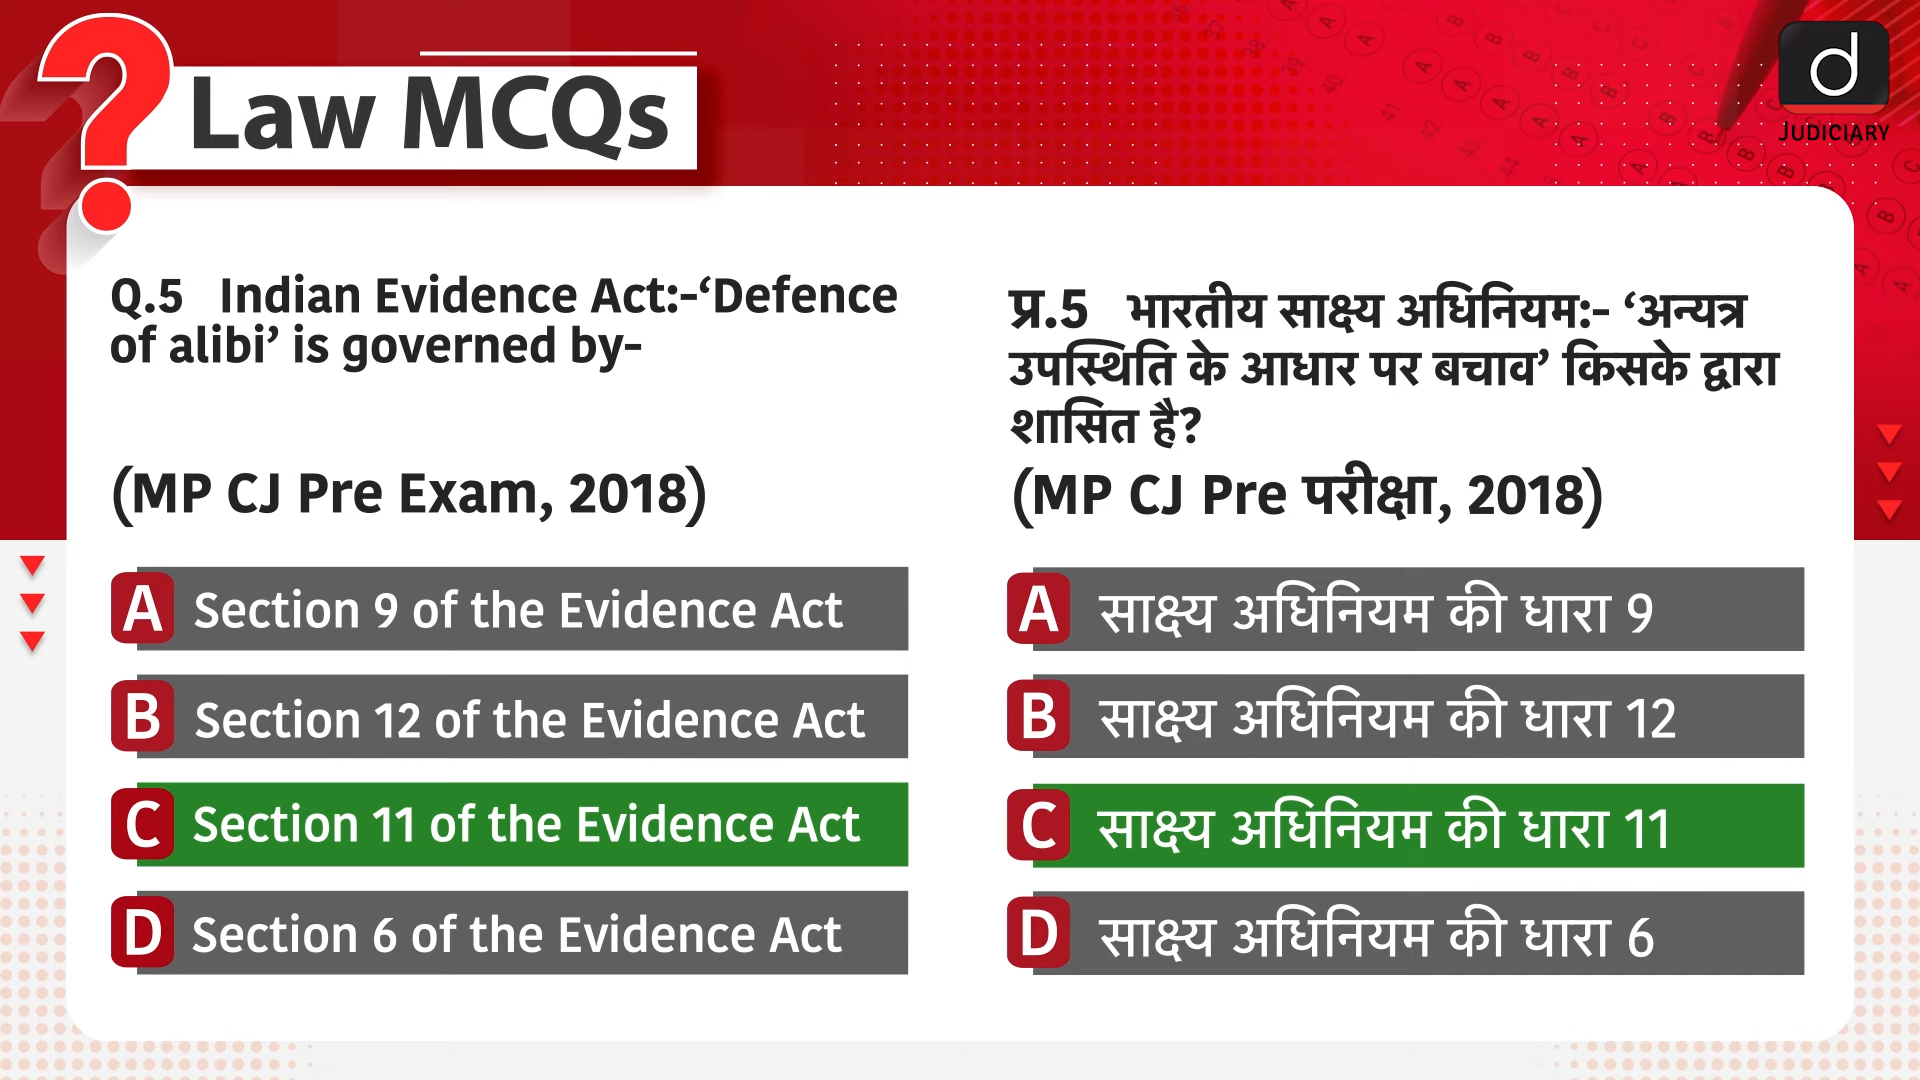 Law MCQs
d
JUDICIARY
Q.5 Indian Evidence Act:-‘Defence
of alibi’ is governed by-
(MP CJ Pre Exam, 2018)
A Section 9 of the Evidence Act
B Section 12 of the Evidence Act
C Section 11 of the Evidence Act
D Section 6 of the Evidence Act
प्र.5 भारतीय साक्ष्य अधिनियम:- ‘अन्यत्र
उपस्थिति के आधार पर बचाव’ किसके द्वारा
शासित है?
(MP CJ Pre परीक्षा, 2018)
A साक्ष्य अधिनियम की धारा 9
B साक्ष्य अधिनियम की धारा 12
C साक्ष्य अधिनियम की धारा 11
D साक्ष्य अधिनियम की धारा 6